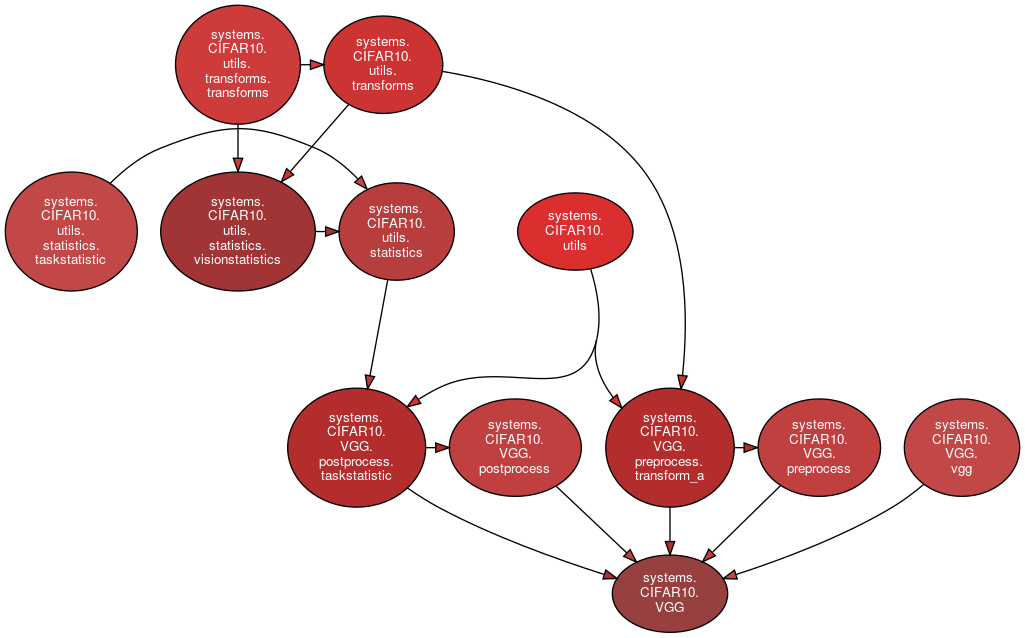 systems.
CIFAR10.
utils.
transforms.
transforms
systems.
CIFAR10.
utils.
transforms
systems.
CIFAR10.
utils.
statistics.
taskstatistic
systems.
CIFAR10.
utils.
statistics.
visionstatistics
systems.
CIFAR10.
utils.
statistics
systems.
CIFAR10.
utils
systems.
CIFAR10.
VGG.
postprocess.
taskstatistic
systems.
CIFAR10.
VGG.
postprocess
systems.
CIFAR10.
VGG.
preprocess.
transform_a
systems.
CIFAR10.
VGG.
preprocess
systems.
CIFAR10.
VGG.
vgg
systems.
CIFAR10.
VGG